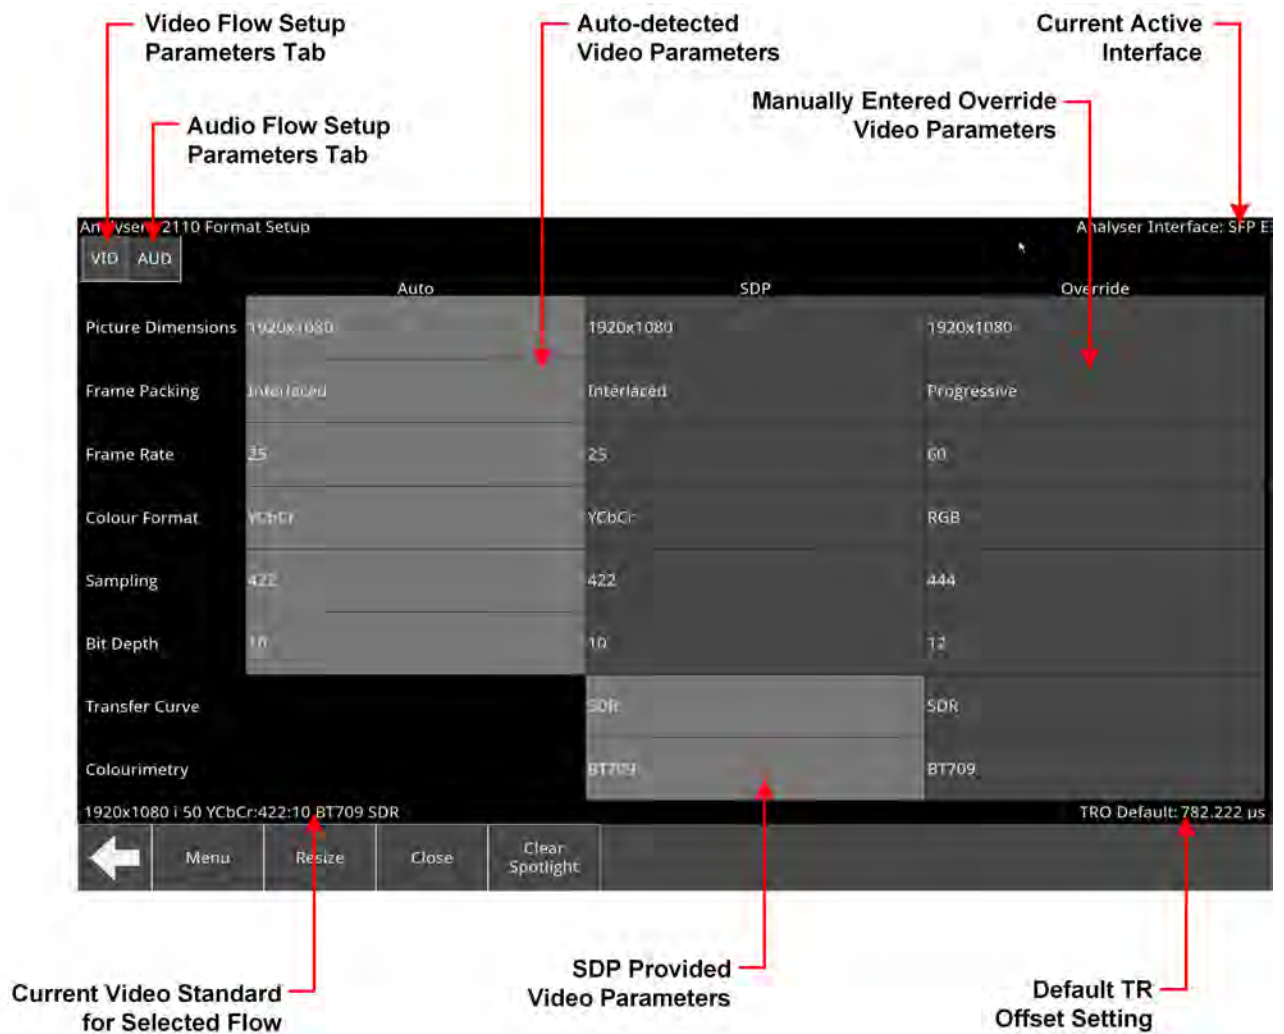 Video Flow Setup
Parameters Tab
Auto-detected
Video Parameters
Current Active
Interface
Manually Entered Override
Video Parameters
Audio Flow Setup
Parameters Tab
2110 Format Setup
Analyser Interface: SFP
VID AUD
Auto SDP Override
Picture Dimensions 1920x1080 1920x1080 1920x1080
Frame Packing Interlaced Interlaced Progressive
Frame Rate 25 25 60
Colour Format YCbCr YCbCr RGB
Sampling 422 422 444
Bit Depth 10 10 12
Transfer Curve SDR SDR
Colourimetry BT709 BT709
1920x1080 i 50 YCbCr:422:10 BT709 SDR
TRO Default: 782.222 µs
Menu Resize Close Clear Spotlight
SDP Provided
Video Parameters
Current Video Standard
for Selected Flow
Default TR
Offset Setting